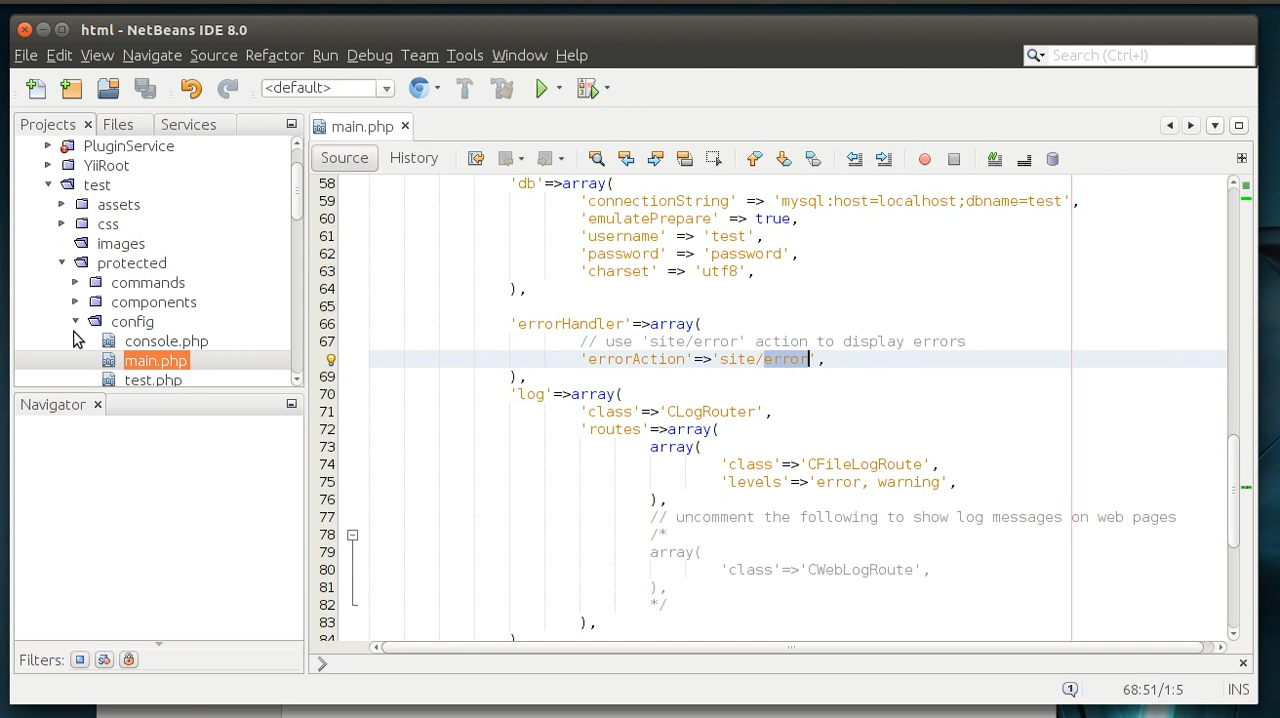 html - NetBeans IDE 8.0
File Edit View Navigate Source Refactor Run Debug Team Tools Window Help
Search (Ctrl+I)
<default>
Projects Files Services
PluginService
YiiRoot
test
assets
css
images
protected
commands
components
config
console.php
main.php
test.php
Navigator
Filters:
main.php
Source History
58 'db'=>array(
59 'connectionString' => 'mysql:host=localhost;dbname=test',
60 'emulatePrepare' => true,
61 'username' => 'test',
62 'password' => 'password',
63 'charset' => 'utf8',
64 ),
65
66 'errorHandler'=>array(
67 // use 'site/error' action to display errors
'errorAction'=>'site/error',
69 ),
70 'log'=>array(
71 'class'=>'CLogRouter',
72 'routes'=>array(
73 array(
74 'class'=>'CFileLogRoute',
75 'levels'=>'error, warning',
76 ),
77 // uncomment the following to show log messages on web pages
78 /*
79 array(
80 'class'=>'CWebLogRoute',
81 ),
82 */
83 ),
84 )
68:51/1:5 INS